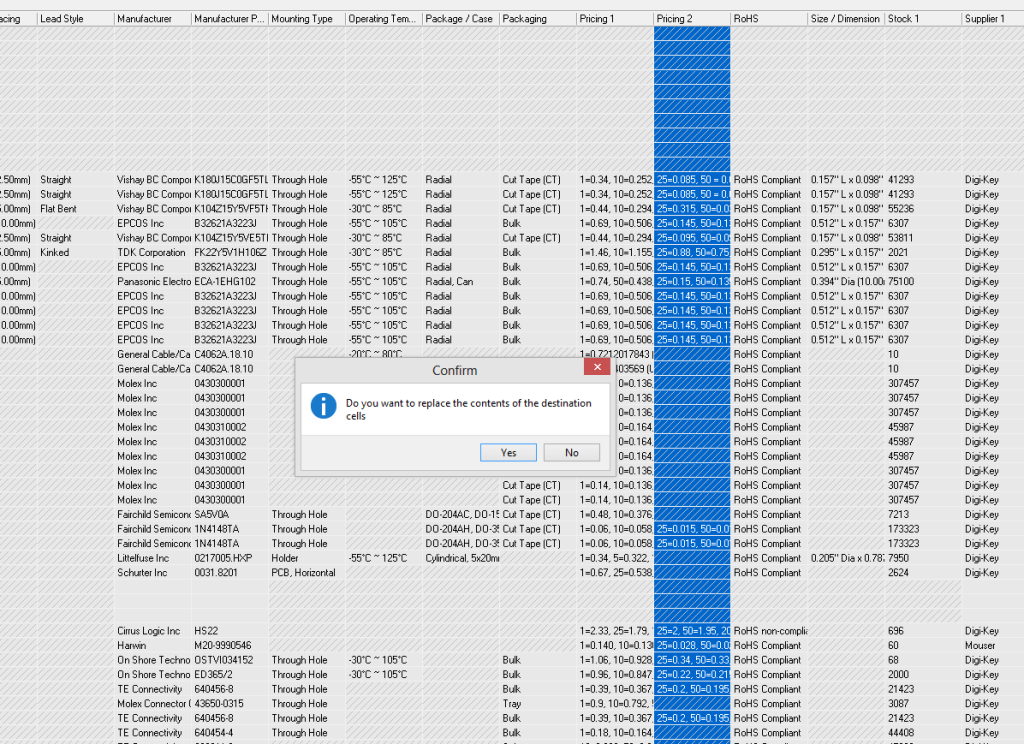 acing Lead Style Manufacturer Manufacturer P... Mounting Type Operating Tem... Package / Case Packaging Pricing 1 Pricing 2 RoHS Size / Dimension Stock 1 Supplier 1
2.50mm) Straight Vishay BC Compor K180J15C0GF5TL Through Hole -55°C ~ 125°C Radial Cut Tape (CT) 1=0.34, 10=0.252, 25=0.085, 50 = 0.0 RoHS Compliant 0.157" L x 0.098" 41293 Digi-Key
2.50mm) Straight Vishay BC Compor K180J15C0GF5TL Through Hole -55°C ~ 125°C Radial Cut Tape (CT) 1=0.34, 10=0.252, 25=0.085, 50 = 0.0 RoHS Compliant 0.157" L x 0.098" 41293 Digi-Key
5.00mm) Flat Bent Vishay BC Compor K104Z15Y5VF5TH Through Hole -30°C ~ 85°C Radial Cut Tape (CT) 1=0.44, 10=0.294, 25=0.315, 50=0.0 RoHS Compliant 0.157" L x 0.098" 55236 Digi-Key
0.00mm) EPCOS Inc B32621A3223J Through Hole -55°C ~ 105°C Radial Bulk 1=0.69, 10=0.506, 25=0.145, 50=0.1 RoHS Compliant 0.512" L x 0.157" 6307 Digi-Key
2.50mm) Straight Vishay BC Compor K104Z15Y5VE5TH Through Hole -30°C ~ 85°C Radial Cut Tape (CT) 1=0.44, 10=0.294, 25=0.095, 50=0.0 RoHS Compliant 0.157" L x 0.098" 53811 Digi-Key
5.00mm) Kinked TDK Corporation FK22Y5V1H106Z Through Hole -30°C ~ 85°C Radial Bulk 1=1.46, 10=1.155, 25=0.88, 50=0.75 RoHS Compliant 0.295" L x 0.157" 2021 Digi-Key
0.00mm) EPCOS Inc B32621A3223J Through Hole -55°C ~ 105°C Radial Bulk 1=0.69, 10=0.506, 25=0.145, 50=0.1 RoHS Compliant 0.512" L x 0.157" 6307 Digi-Key
5.00mm) Panasonic Electro ECA-1EHG102 Through Hole -55°C ~ 105°C Radial, Can Bulk 1=0.74, 50=0.438, 25=0.15, 50=0.13 RoHS Compliant 0.394" Dia (10.00 75100 Digi-Key
0.00mm) EPCOS Inc B32621A3223J Through Hole -55°C ~ 105°C Radial Bulk 1=0.69, 10=0.506, 25=0.145, 50=0.1 RoHS Compliant 0.512" L x 0.157" 6307 Digi-Key
0.00mm) EPCOS Inc B32621A3223J Through Hole -55°C ~ 105°C Radial Bulk 1=0.69, 10=0.506, 25=0.145, 50=0.1 RoHS Compliant 0.512" L x 0.157" 6307 Digi-Key
0.00mm) EPCOS Inc B32621A3223J Through Hole -55°C ~ 105°C Radial Bulk 1=0.69, 10=0.506, 25=0.145, 50=0.1 RoHS Compliant 0.512" L x 0.157" 6307 Digi-Key
0.00mm) EPCOS Inc B32621A3223J Through Hole -55°C ~ 105°C Radial Bulk 1=0.69, 10=0.506, 25=0.145, 50=0.1 RoHS Compliant 0.512" L x 0.157" 6307 Digi-Key
General Cable/Ca C4062A.18.10 -20°C ~ 80°C 1=0.7212017843 RoHS Compliant 10 Digi-Key
General Cable/Ca C4062A.18.10 403569 RoHS Compliant 10 Digi-Key
Confirm
Do you want to replace the contents of the destination
cells
Yes No
Molex Inc 0430300001 0=0.136, RoHS Compliant 307457 Digi-Key
Molex Inc 0430300001 0=0.136, RoHS Compliant 307457 Digi-Key
Molex Inc 0430300001 0=0.136, RoHS Compliant 307457 Digi-Key
Molex Inc 0430310002 0=0.164, RoHS Compliant 45987 Digi-Key
Molex Inc 0430310002 0=0.164, RoHS Compliant 45987 Digi-Key
Molex Inc 0430310002 0=0.164, RoHS Compliant 45987 Digi-Key
Molex Inc 0430300001 0=0.136, RoHS Compliant 307457 Digi-Key
Molex Inc 0430300001 Cut Tape (CT) 1=0.14, 10=0.136, RoHS Compliant 307457 Digi-Key
Molex Inc 0430300001 Cut Tape (CT) 1=0.14, 10=0.136, RoHS Compliant 307457 Digi-Key
Fairchild Semicon SA5V0A Through Hole DO-204AC, DO-15 Cut Tape (CT) 1=0.48, 10=0.376, RoHS Compliant 7213 Digi-Key
Fairchild Semicon 1N4148TA Through Hole DO-204AH, DO-35 Cut Tape (CT) 1=0.06, 10=0.058, 25=0.015, 50=0.0 RoHS Compliant 173323 Digi-Key
Fairchild Semicon 1N4148TA Through Hole DO-204AH, DO-35 Cut Tape (CT) 1=0.06, 10=0.058, 25=0.015, 50=0.0 RoHS Compliant 173323 Digi-Key
Littelfuse Inc 0217005.HXP Holder -55°C ~ 125°C Cylindrical, 5x20mm Bulk 1=0.34, 5=0.322, RoHS Compliant 0.205" Dia x 0.787 7950 Digi-Key
Schurter Inc 0031.8201 PCB, Horizontal 1=0.67, 25=0.538, RoHS Compliant 2624 Digi-Key
Cirrus Logic Inc HS22 1=2.33, 25=1.79, 25=2, 50=1.95, 20 RoHS non-complia 696 Digi-Key
Harwin M20-9990546 1=0.140, 10=0.13 25=0.028, 50=0.0 RoHS Compliant 60 Mouser
On Shore Techno OSTVI034152 Through Hole -30°C ~ 105°C Bulk 1=1.06, 10=0.928, 25=0.34, 50=0.33 RoHS Compliant 68 Digi-Key
On Shore Techno ED365/2 Through Hole -30°C ~ 105°C Bulk 1=0.96, 10=0.847, 25=0.22, 50=0.21 RoHS Compliant 2000 Digi-Key
TE Connectivity 640456-8 Through Hole Bulk 1=0.39, 10=0.367, 25=0.2, 50=0.195 RoHS Compliant 21423 Digi-Key
Molex Connector 43650-0315 Through Hole Tray 1=0.9, 10=0.792, RoHS Compliant 3087 Digi-Key
TE Connectivity 640456-8 Through Hole Bulk 1=0.39, 10=0.367, 25=0.2, 50=0.195 RoHS Compliant 21423 Digi-Key
TE Connectivity 640454-4 Through Hole Bulk 1=0.18, 10=0.164, RoHS Compliant 44408 Digi-Key